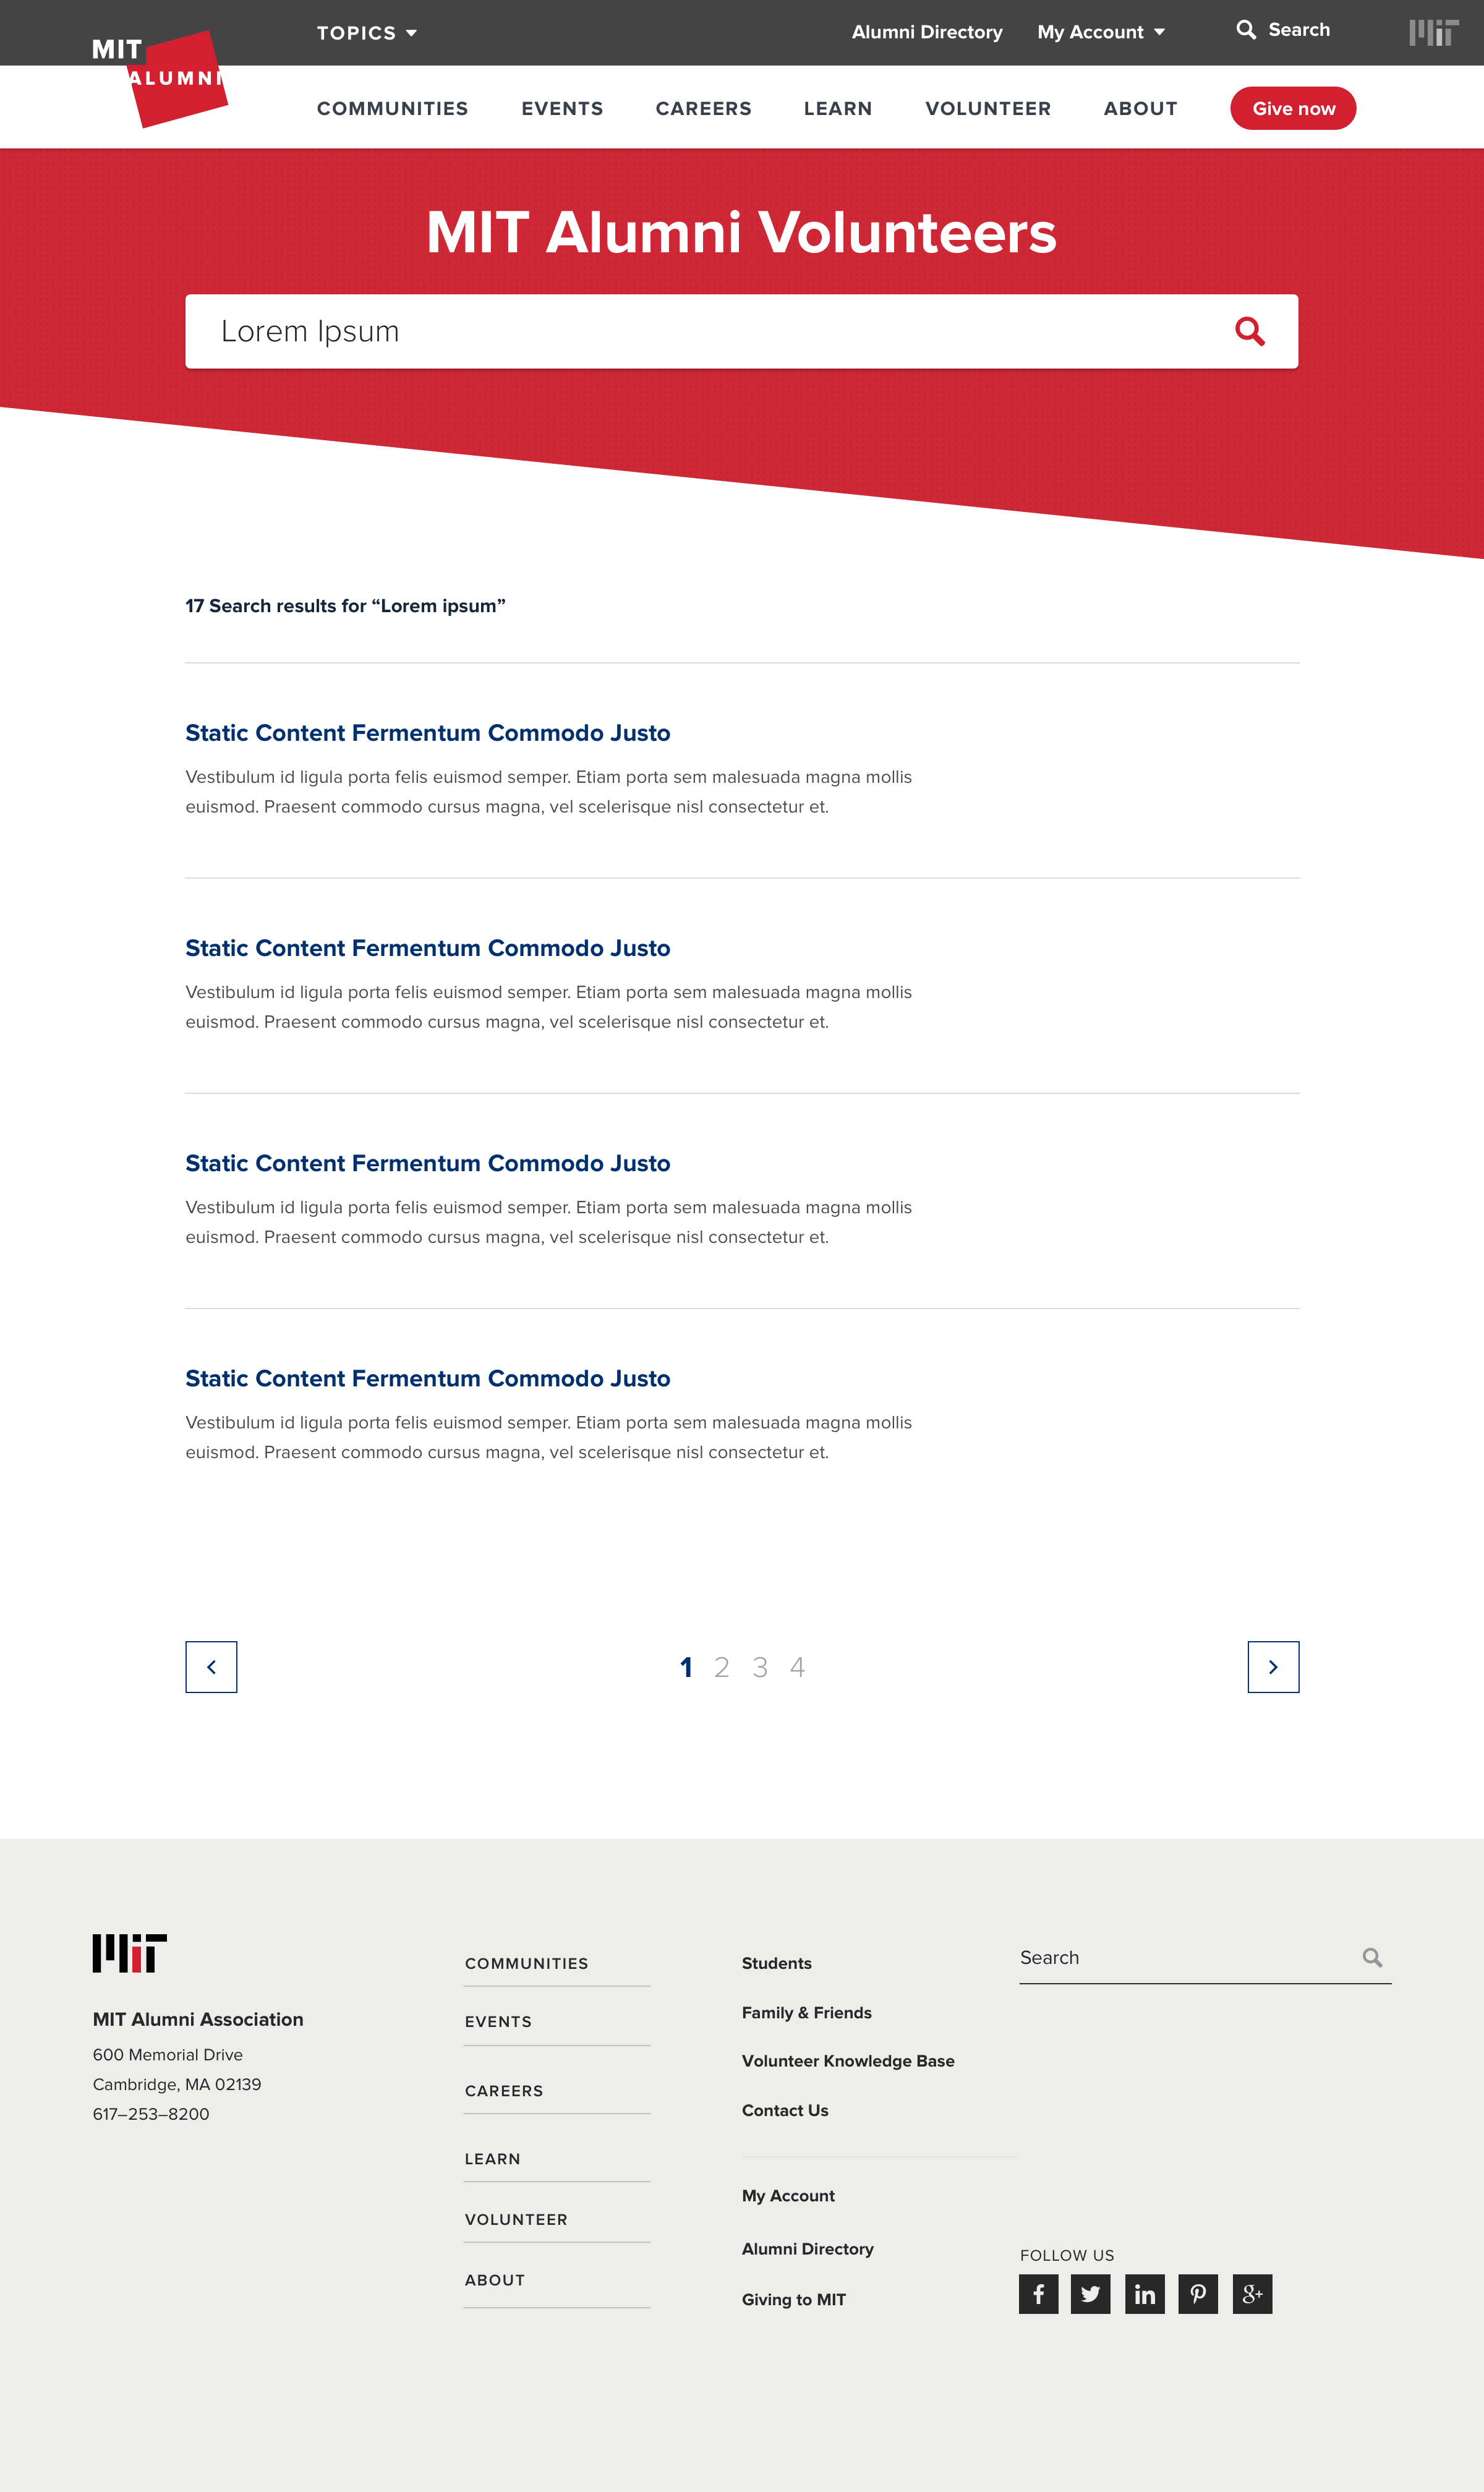 TOPICS
Alumni Directory
My Account
Search
MIT
MIT
ALUMNI
COMMUNITIES
EVENTS
CAREERS
LEARN
VOLUNTEER
ABOUT
Give now
MIT Alumni Volunteers
Lorem Ipsum
17 Search results for “Lorem ipsum”
Static Content Fermentum Commodo Justo
Vestibulum id ligula porta felis euismod semper. Etiam porta sem malesuada magna mollis
euismod. Praesent commodo cursus magna, vel scelerisque nisl consectetur et.
Static Content Fermentum Commodo Justo
Vestibulum id ligula porta felis euismod semper. Etiam porta sem malesuada magna mollis
euismod. Praesent commodo cursus magna, vel scelerisque nisl consectetur et.
Static Content Fermentum Commodo Justo
Vestibulum id ligula porta felis euismod semper. Etiam porta sem malesuada magna mollis
euismod. Praesent commodo cursus magna, vel scelerisque nisl consectetur et.
Static Content Fermentum Commodo Justo
Vestibulum id ligula porta felis euismod semper. Etiam porta sem malesuada magna mollis
euismod. Praesent commodo cursus magna, vel scelerisque nisl consectetur et.
1 2 3 4
MIT
MIT Alumni Association
600 Memorial Drive
Cambridge, MA 02139
617–253–8200
COMMUNITIES
EVENTS
CAREERS
LEARN
VOLUNTEER
ABOUT
Students
Family & Friends
Volunteer Knowledge Base
Contact Us
My Account
Alumni Directory
Giving to MIT
Search
FOLLOW US
f
in
g+